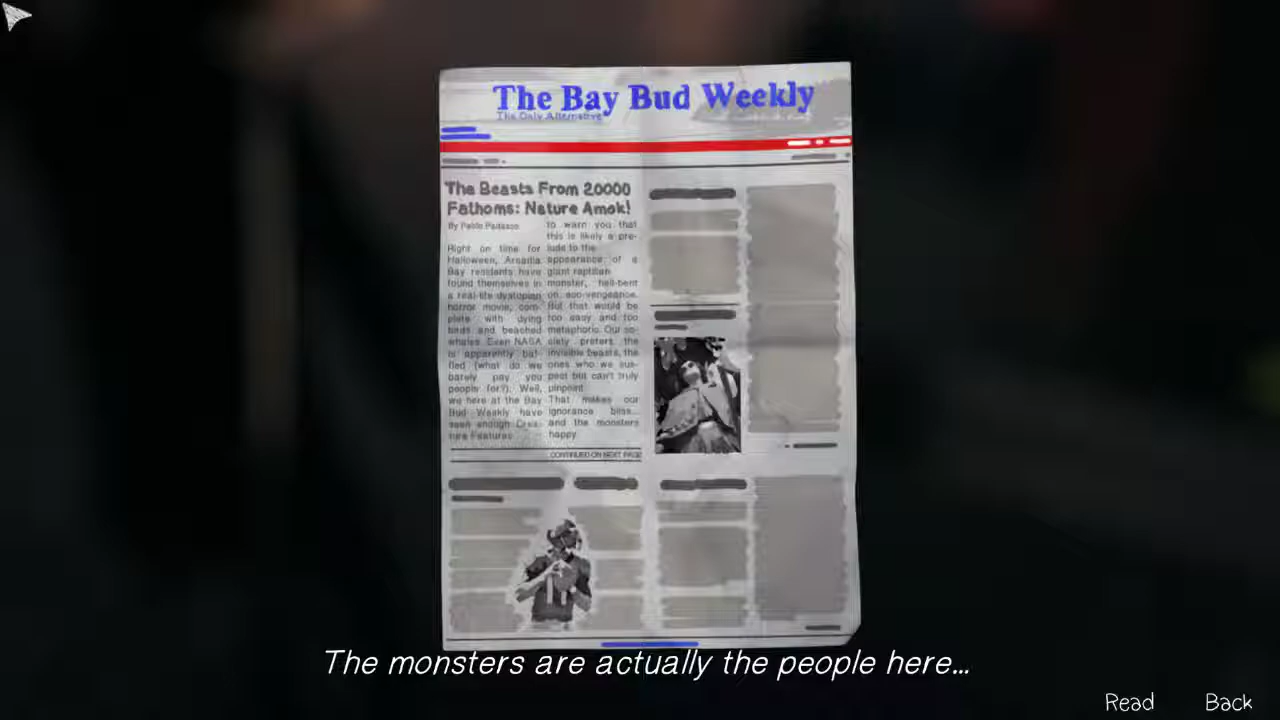 The Bay Bud Weekly
The Only Alternative
The Beasts From 20000
Fathoms: Nature Amok!
By Pablo Padasso
Right on time for
Halloween, Arcadia
Bay residents have
found themselves in
a real-life dystopian
horror movie, com-
plete with dying
birds and beached
whales. Even NASA
is apparently baf-
fled (what do we
barely pay you
people for?). Well,
we here at the Bay
Bud Weekly have
seen enough Crea-
ture Features
to warn you that
this is likely a pre-
lude to the
appearance of a
giant reptilian
monster, hell-bent
on eco-vengeance.
But that would be
too easy and too
metaphoric. Our so-
ciety prefers the
invisible beasts, the
ones who we sus-
pect but can't truly
pinpoint
That makes our
ignorance bliss...
and the monsters
happy.
CONTINUED ON NEXT PAGE
The monsters are actually the people here...
Read
Back